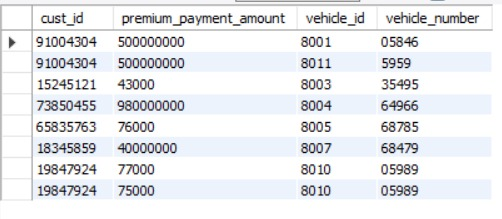 cust_id premium_payment_amount vehicle_id vehicle_number
91004304 500000000 8001 05846
91004304 500000000 8011 5959
15245121 43000 8003 35495
73850455 980000000 8004 64966
65835763 76000 8005 68785
18345859 40000000 8007 68479
19847924 77000 8010 05989
19847924 75000 8010 05989